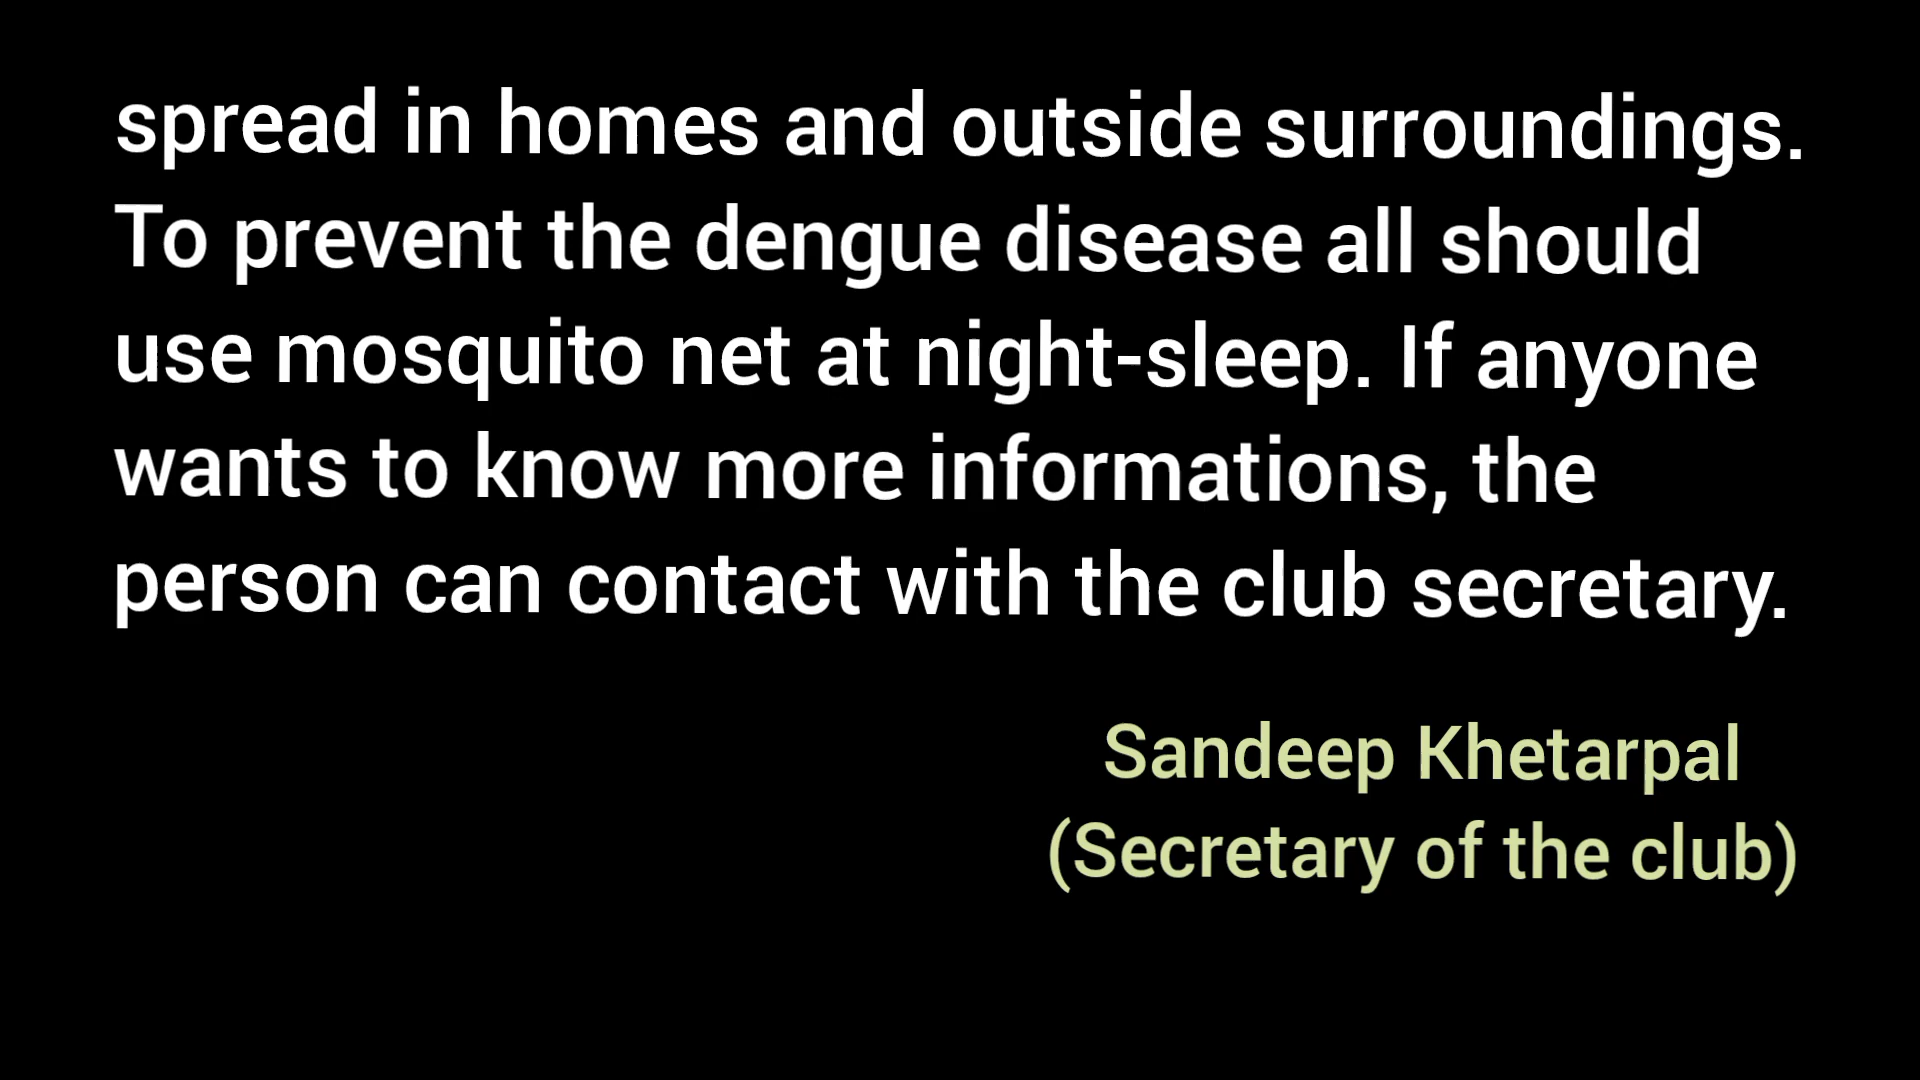 spread in homes and outside surroundings.
To prevent the dengue disease all should
use mosquito net at night-sleep. If anyone
wants to know more informations, the
person can contact with the club secretary.
Sandeep Khetarpal
(Secretary of the club)